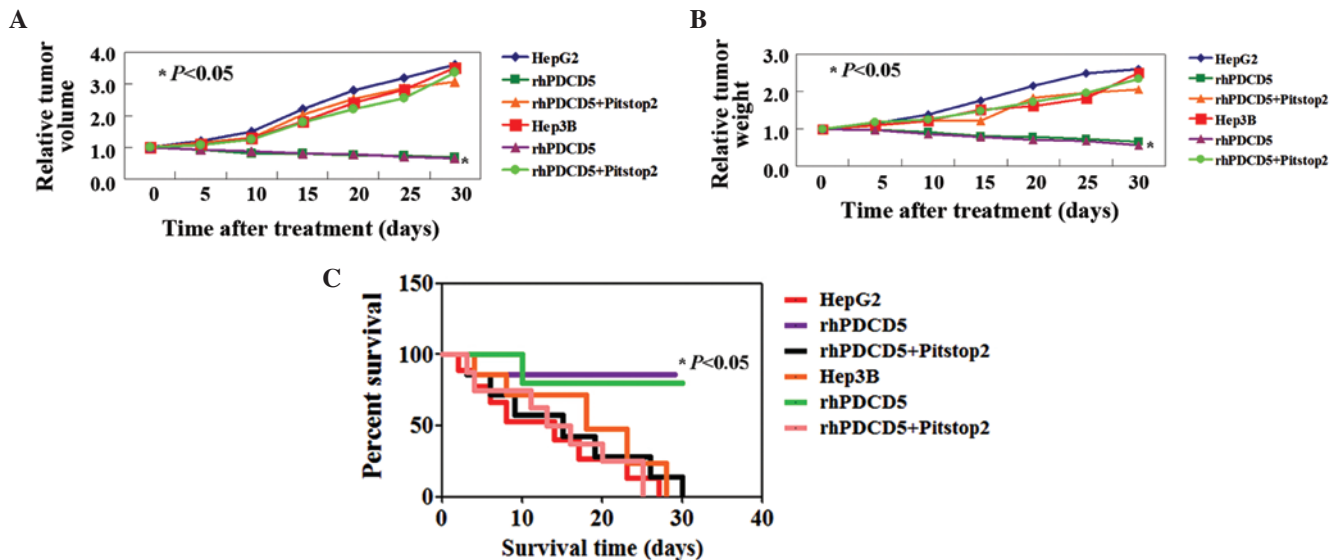 A
Relative tumor
volume
4.0
3.0
2.0
1.0
0.0
* P<0.05
*
0 5 10 15 20 25 30
Time after treatment (days)
HepG2
rhPDCD5
rhPDCD5+Pitstop2
Hep3B
rhPDCD5
rhPDCD5+Pitstop2
B
Relative tumor
weight
3.0
2.0
1.0
0.0
* P<0.05
*
0 5 10 15 20 25 30
Time after treatment (days)
HepG2
rhPDCD5
rhPDCD5+Pitstop2
Hep3B
rhPDCD5
rhPDCD5+Pitstop2
C
Percent survival
150
100
50
0
* P<0.05
0 10 20 30 40
Survival time (days)
HepG2
rhPDCD5
rhPDCD5+Pitstop2
Hep3B
rhPDCD5
rhPDCD5+Pitstop2